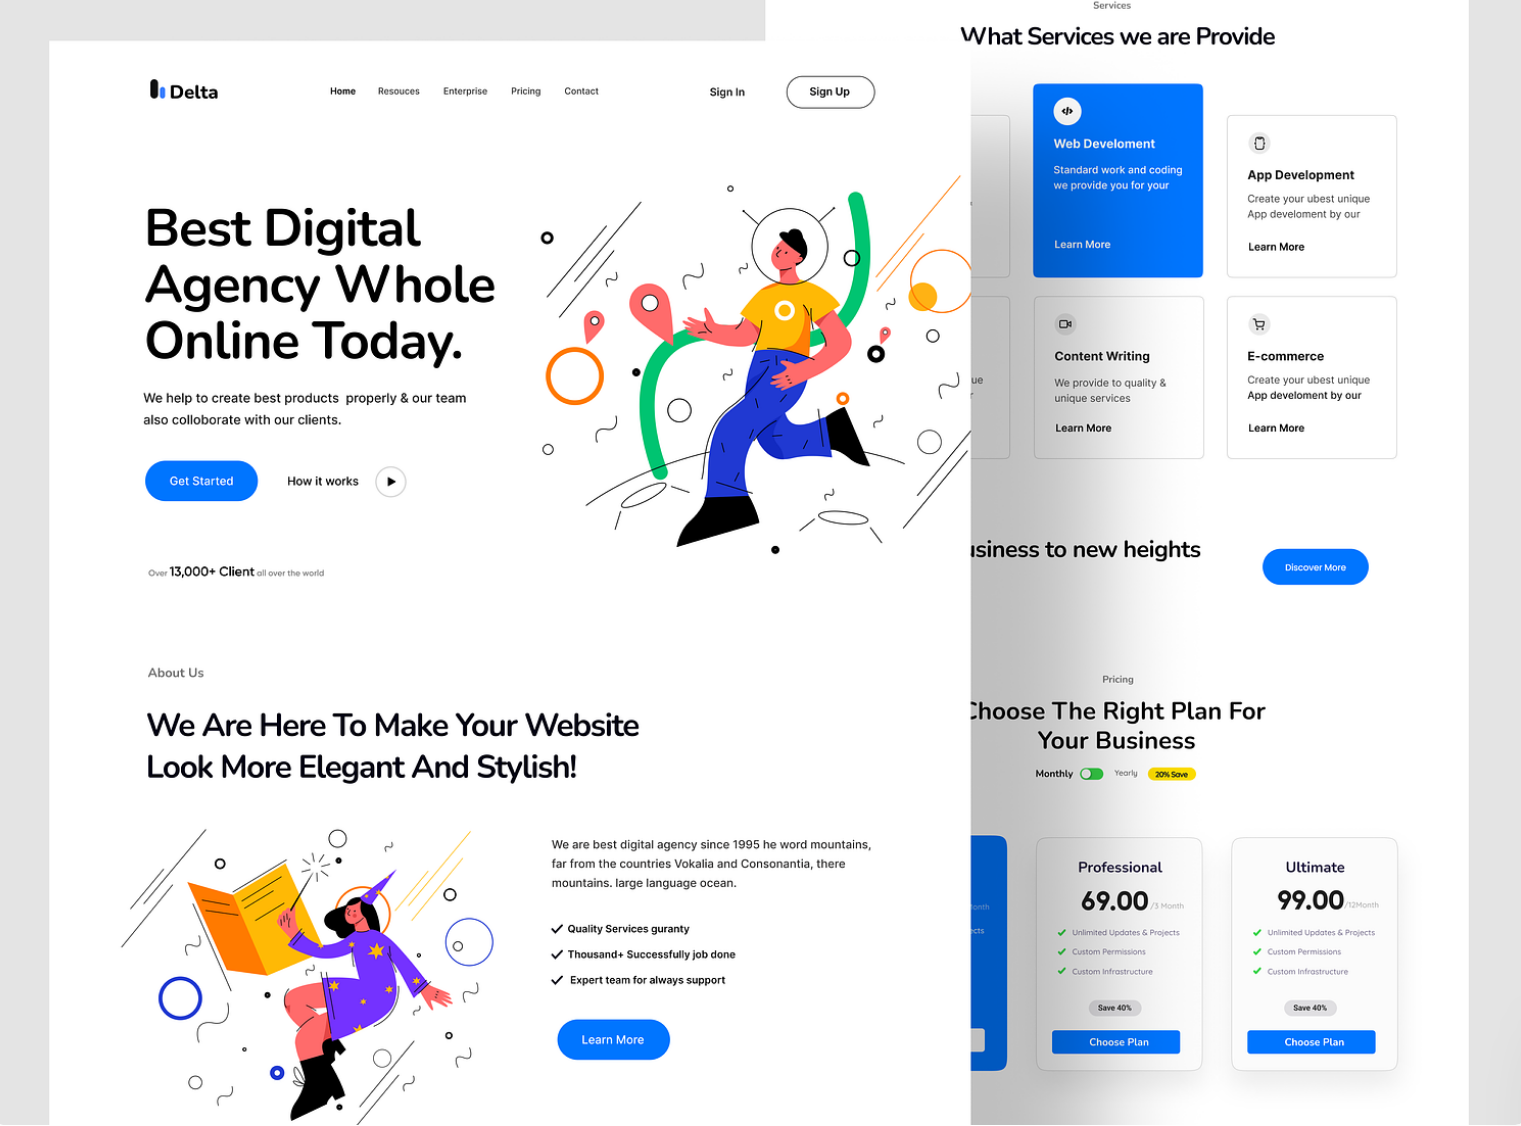 Delta
Home Resouces Enterprise Pricing Contact
Sign In
Sign Up
Best Digital
Agency Whole
Online Today.
We help to create best products properly & our team
also colloborate with our clients.
Get Started
How it works
Over 13,000+ Client all over the world
About Us
We Are Here To Make Your Website
Look More Elegant And Stylish!
We are best digital agency since 1995 he word mountains,
far from the countries Vokalia and Consonantia, there
mountains. large language ocean.
Quality Services guranty
Thousand+ Successfully job done
Expert team for always support
Learn More
Services
What Services we are Provide
Web Develoment
Standard work and coding
we provide you for your
Learn More
App Development
Create your ubest unique
App develoment by our
Learn More
Content Writing
We provide to quality &
unique services
Learn More
E-commerce
Create your ubest unique
App develoment by our
Learn More
usiness to new heights
Discover More
Pricing
Choose The Right Plan For
Your Business
Monthly
Yearly
20% Save
Professional
69.00 /3 Month
Unlimited Updates & Projects
Custom Permissions
Custom Infrastructure
Save 40%
Choose Plan
Ultimate
99.00 /12Month
Unlimited Updates & Projects
Custom Permissions
Custom Infrastructure
Save 40%
Choose Plan